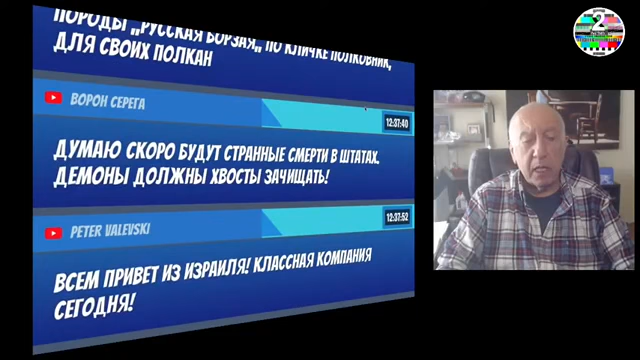 ПОРОДЫ ,,РУССКАЯ БОРЗАЯ,, ПО КЛИЧКЕ ПОЛКОВНИК,
ДЛЯ СВОИХ ПОЛКАН
ВОРОН СЕРЕГА
12:37:40
ДУМАЮ СКОРО БУДУТ СТРАННЫЕ СМЕРТИ В ШТАТАХ.
ДЕМОНЫ ДОЛЖНЫ ХВОСТЫ ЗАЧИЩАТЬ!
PETER VALEVSKI
12:37:52
ВСЕМ ПРИВЕТ ИЗ ИЗРАИЛЯ! КЛАССНАЯ КОМПАНИЯ
СЕГОДНЯ!
2